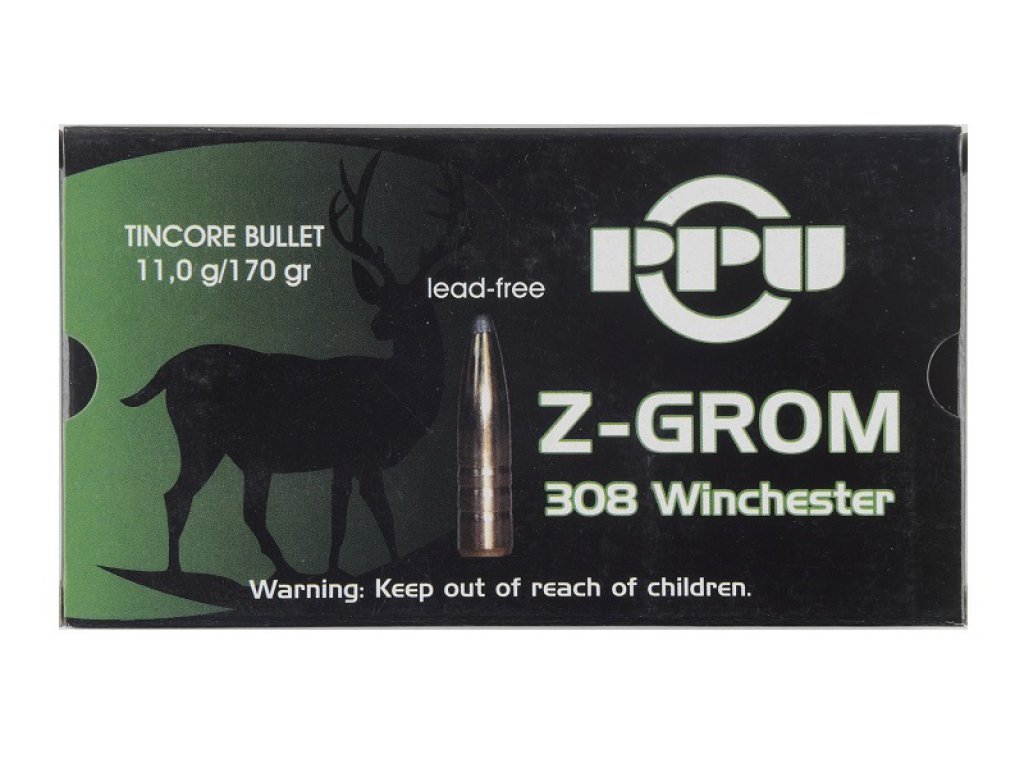 TINCORE BULLET
11,0 g/170 gr
lead-free
PPU
Z-GROM
308 Winchester
Warning: Keep out of reach of children.